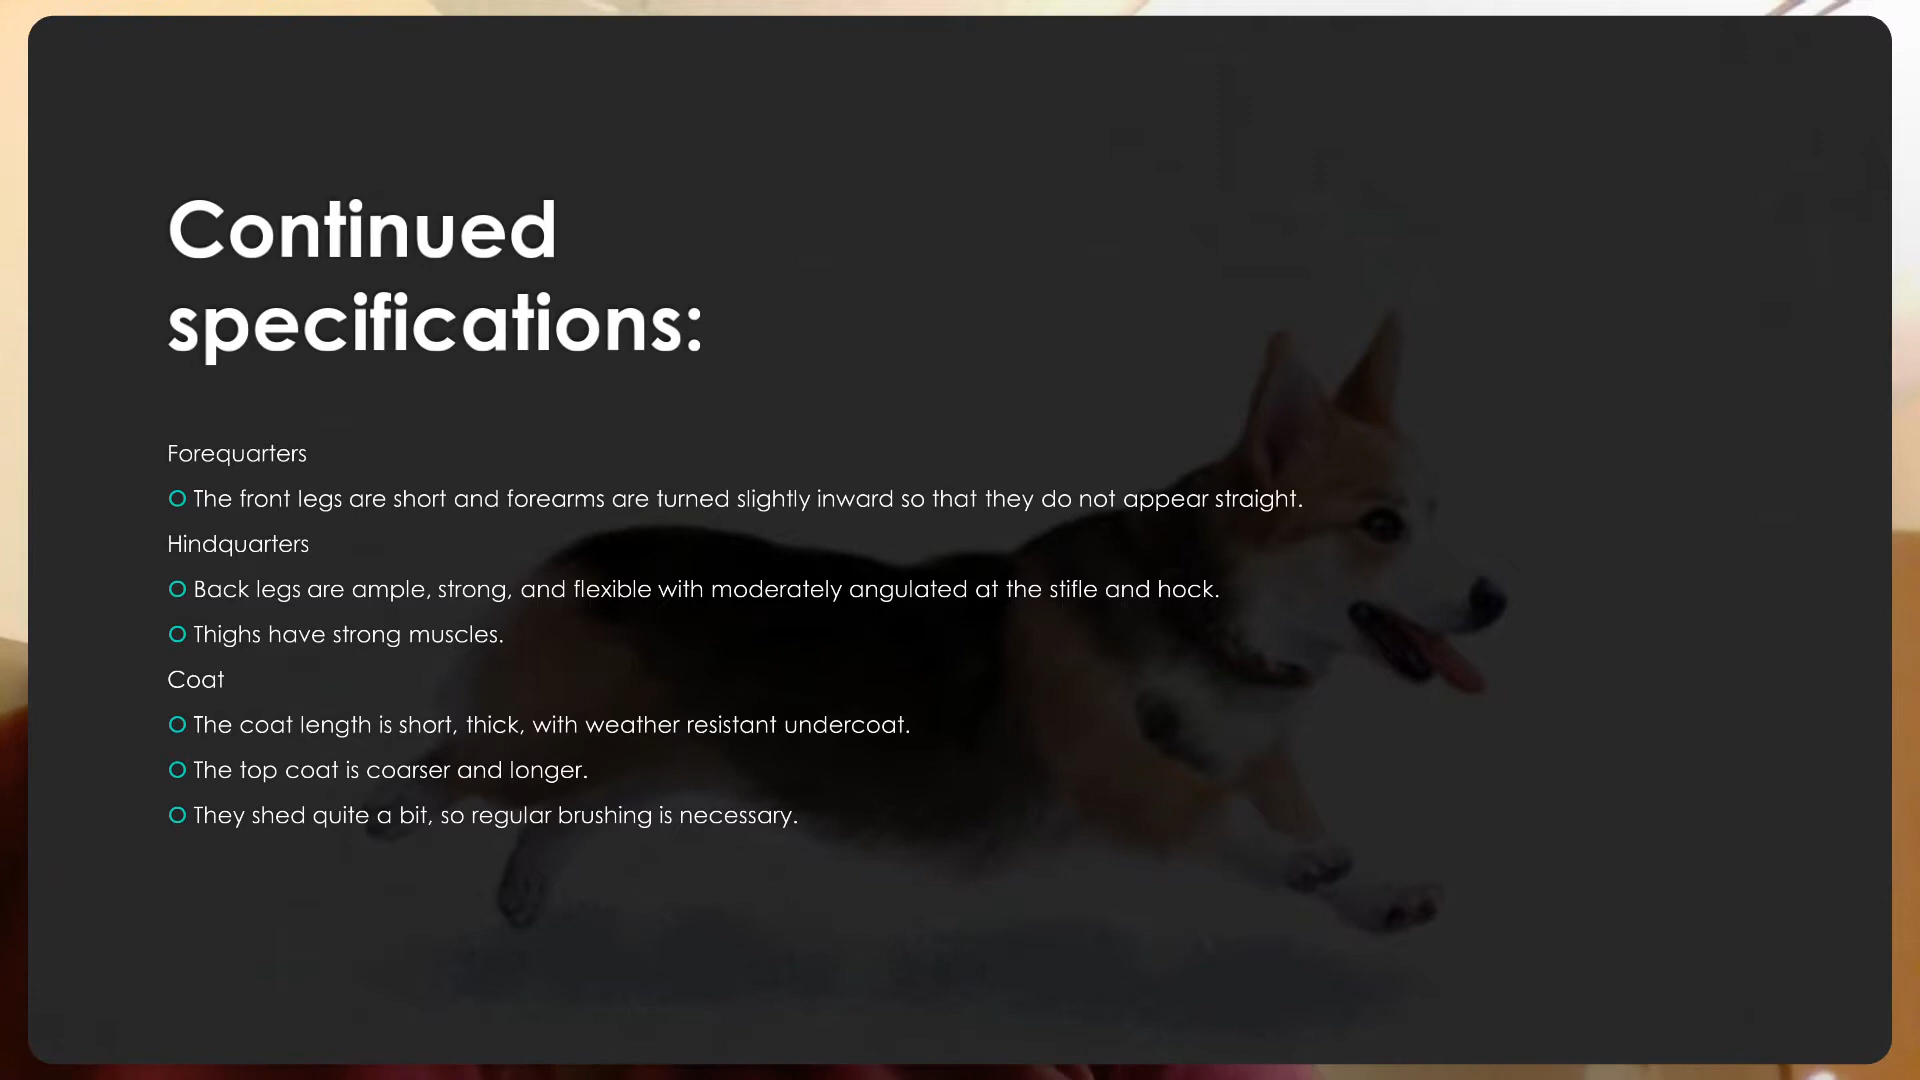 Continued
specifications:
Forequarters
The front legs are short and forearms are turned slightly inward so that they do not appear straight.
Hindquarters
Back legs are ample, strong, and flexible with moderately angulated at the stifle and hock.
Thighs have strong muscles.
Coat
The coat length is short, thick, with weather resistant undercoat.
The top coat is coarser and longer.
They shed quite a bit, so regular brushing is necessary.